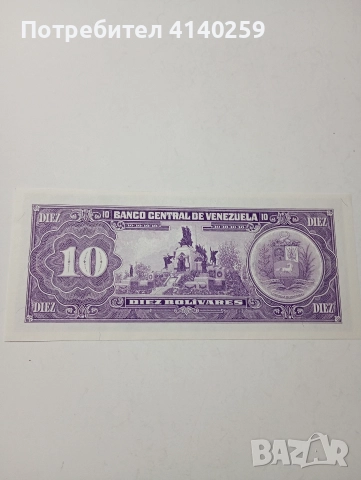 Потребител 4140259
10 BANCO CENTRAL DE VENEZUELA 10
DIEZ DIEZ
10
DIEZ DIEZ
DIEZ BOLIVARES
BAZAR